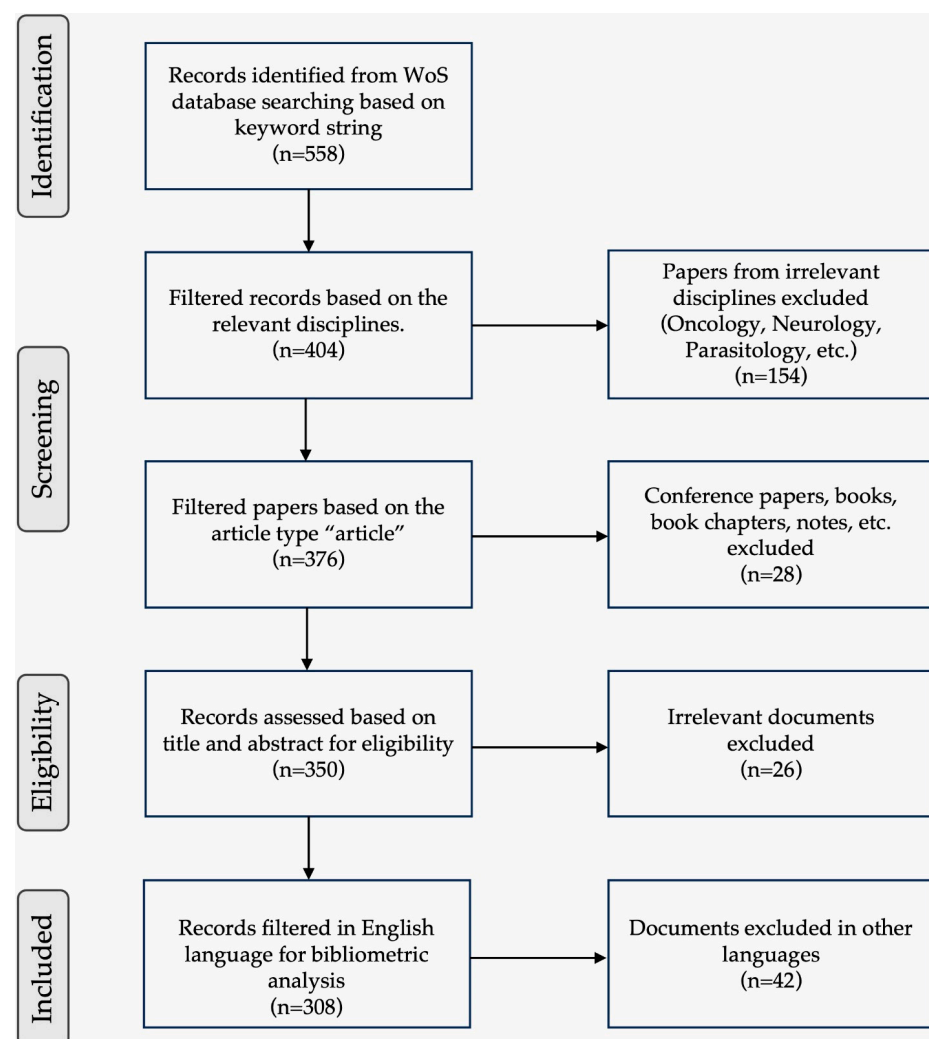 Identification
Records identified from WoS
database searching based on
keyword string
(n=558)
Screening
Filtered records based on the
relevant disciplines.
(n=404)
Papers from irrelevant
disciplines excluded
(Oncology, Neurology,
Parasitology, etc.)
(n=154)
Filtered papers based on the
article type “article”
(n=376)
Conference papers, books,
book chapters, notes, etc.
excluded
(n=28)
Eligibility
Records assessed based on
title and abstract for eligibility
(n=350)
Irrelevant documents
excluded
(n=26)
Included
Records filtered in English
language for bibliometric
analysis
(n=308)
Documents excluded in other
languages
(n=42)